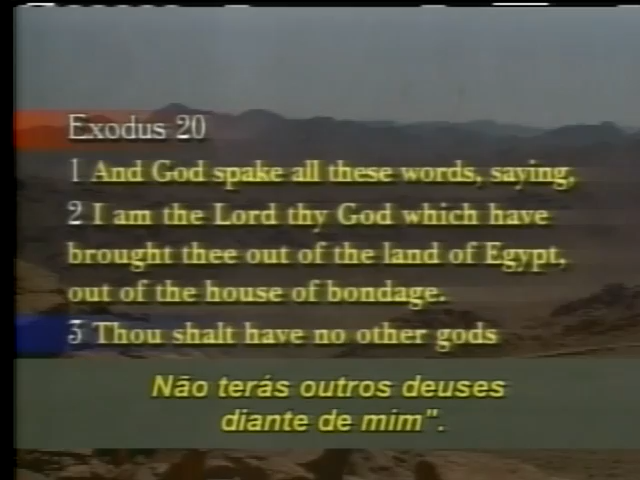 Exodus 20
1 And God spake all these words, saying,
2 I am the Lord thy God which have
brought thee out of the land of Egypt,
out of the house of bondage.
3 Thou shalt have no other gods
Não terás outros deuses
diante de mim".